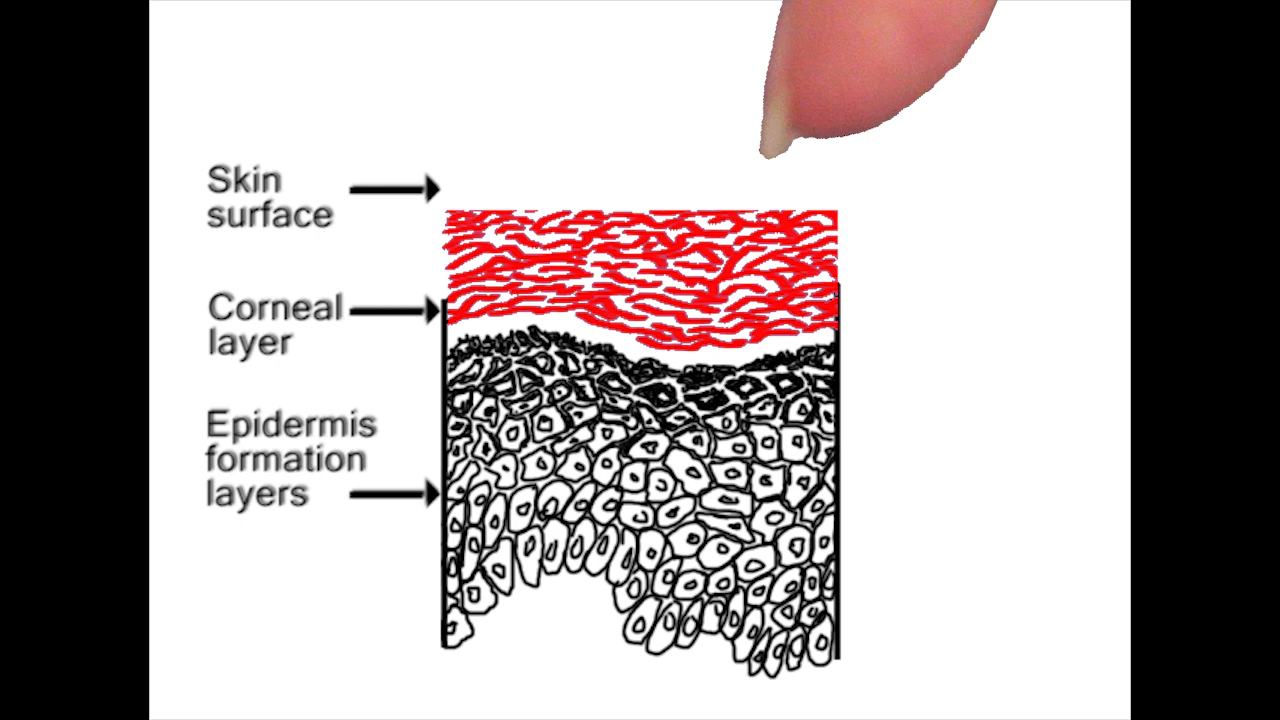 Skin
surface
Corneal
layer
Epidermis
formation
layers